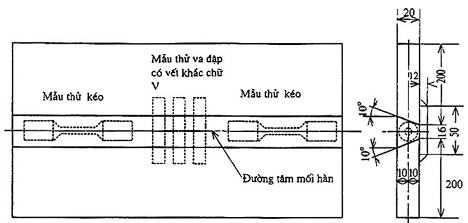 20
Mẫu thử va đập
có vết khắc chữ
V
Mẫu thử kéo
Mẫu thử kéo
12
200
10°
16
50
10°
Đường tâm mối hàn
10
10
200